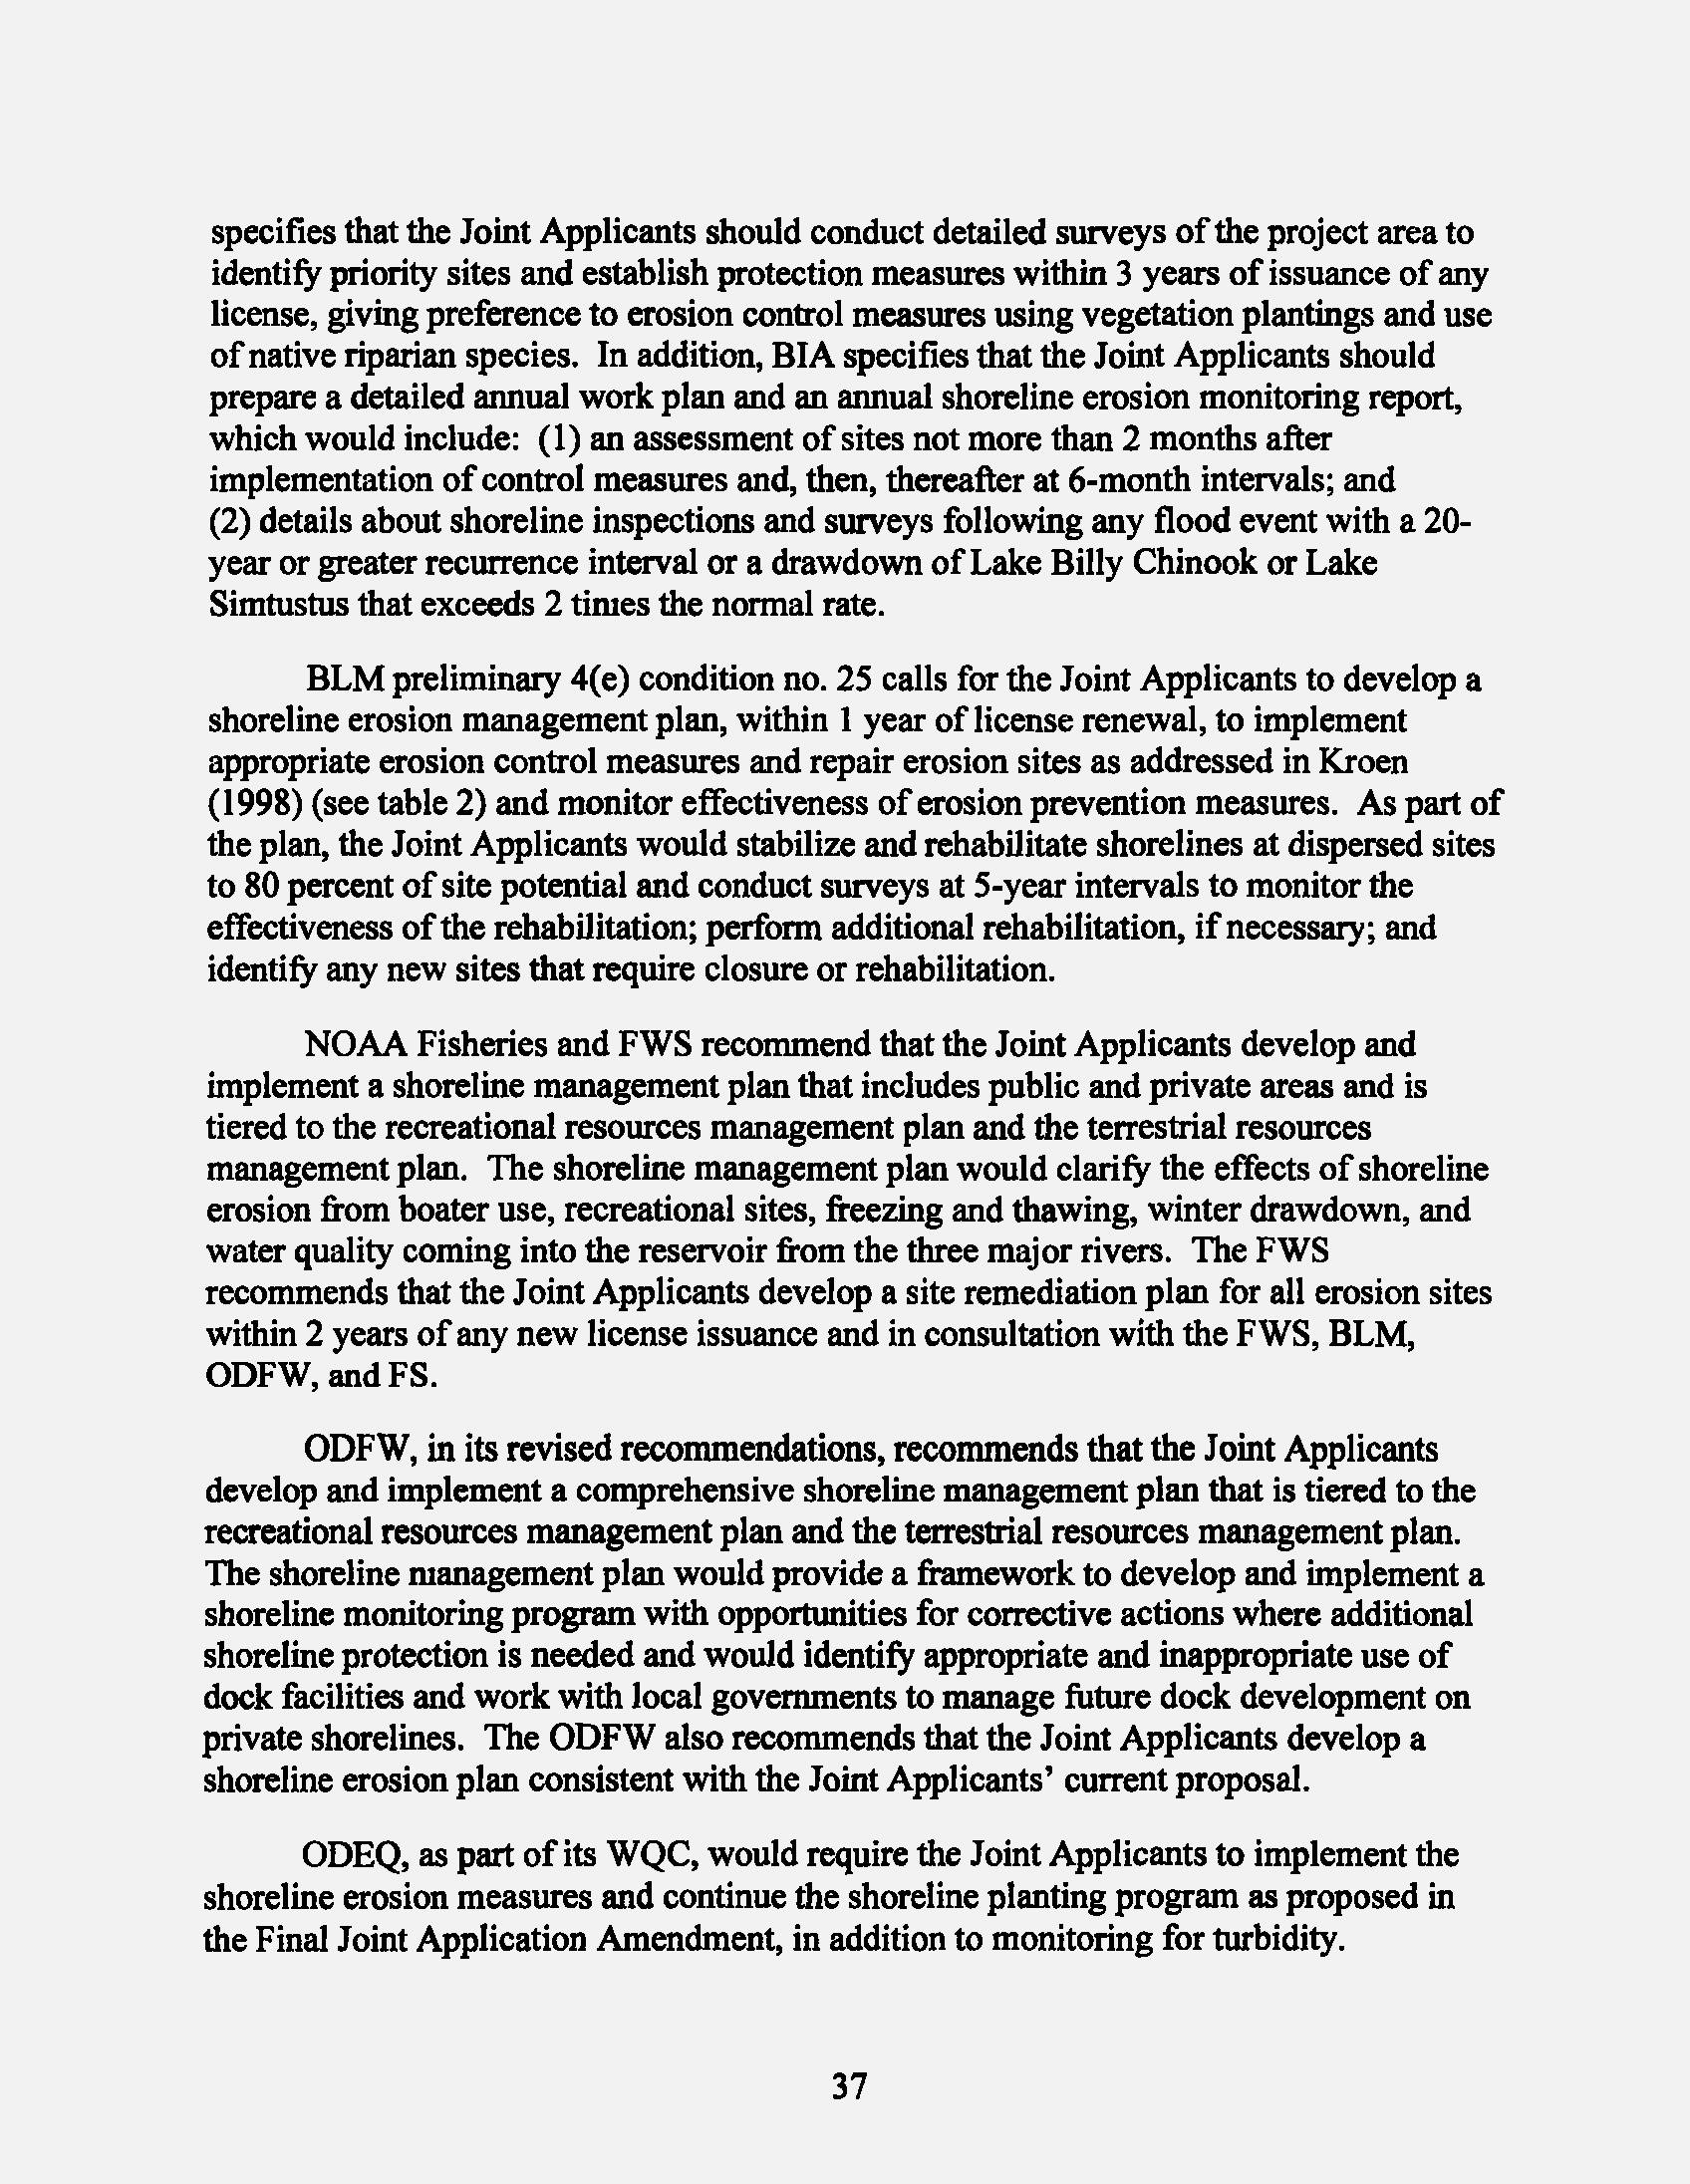 specifies that the Joint Applicants should conduct detailed surveys of the project area to
identify priority sites and establish protection measures within 3 years of issuance of any
license, giving preference to erosion control measures using vegetation plantings and use
of native riparian species.  In addition, BIA specifies that the Joint Applicants should
prepare a detailed annual work plan and an annual shoreline erosion monitoring report,
which would include:  (1) an assessment of sites not more than 2 months after
implementation of control measures and, then, thereafter at 6-month intervals; and
(2) details about shoreline inspections and surveys following any flood event with a 20-
year or greater recurrence interval or a drawdown of Lake Billy Chinook or Lake
Simtustus that exceeds 2 times the normal rate.
BLM preliminary 4(e) condition no. 25 calls for the Joint Applicants to develop a
shoreline erosion management plan, within 1 year of license renewal, to implement
appropriate erosion control measures and repair erosion sites as addressed in Kroen
(1998) (see table 2) and monitor effectiveness of erosion prevention measures.  As part of
the plan, the Joint Applicants would stabilize and rehabilitate shorelines at dispersed sites
to 80 percent of site potential and conduct surveys at 5-year intervals to monitor the
effectiveness of the rehabilitation; perform additional rehabilitation, if necessary; and
identify any new sites that require closure or rehabilitation.
NOAA Fisheries and FWS recommend that the Joint Applicants develop and
implement a shoreline management plan that includes public and private areas and is
tiered to the recreational resources management plan and the terrestrial resources
management plan.  The shoreline management plan would clarify the effects of shoreline
erosion from boater use, recreational sites, freezing and thawing, winter drawdown, and
water quality coming into the reservoir from the three major rivers.  The FWS
recommends that the Joint Applicants develop a site remediation plan for all erosion sites
within 2 years of any new license issuance and in consultation with the FWS, BLM,
ODFW, and FS.
ODFW, in its revised recommendations, recommends that the Joint Applicants
develop and implement a comprehensive shoreline management plan that is tiered to the
recreational resources management plan and the terrestrial resources management plan.
The shoreline management plan would provide a framework to develop and implement a
shoreline monitoring program with opportunities for corrective actions where additional
shoreline protection is needed and would identify appropriate and inappropriate use of
dock facilities and work with local governments to manage future dock development on
private shorelines.  The ODFW also recommends that the Joint Applicants develop a
shoreline erosion plan consistent with the Joint Applicants' current proposal.
ODEQ, as part of its WQC, would require the Joint Applicants to implement the
shoreline erosion measures and continue the shoreline planting program as proposed in
the Final Joint Application Amendment, in addition to monitoring for turbidity.
37